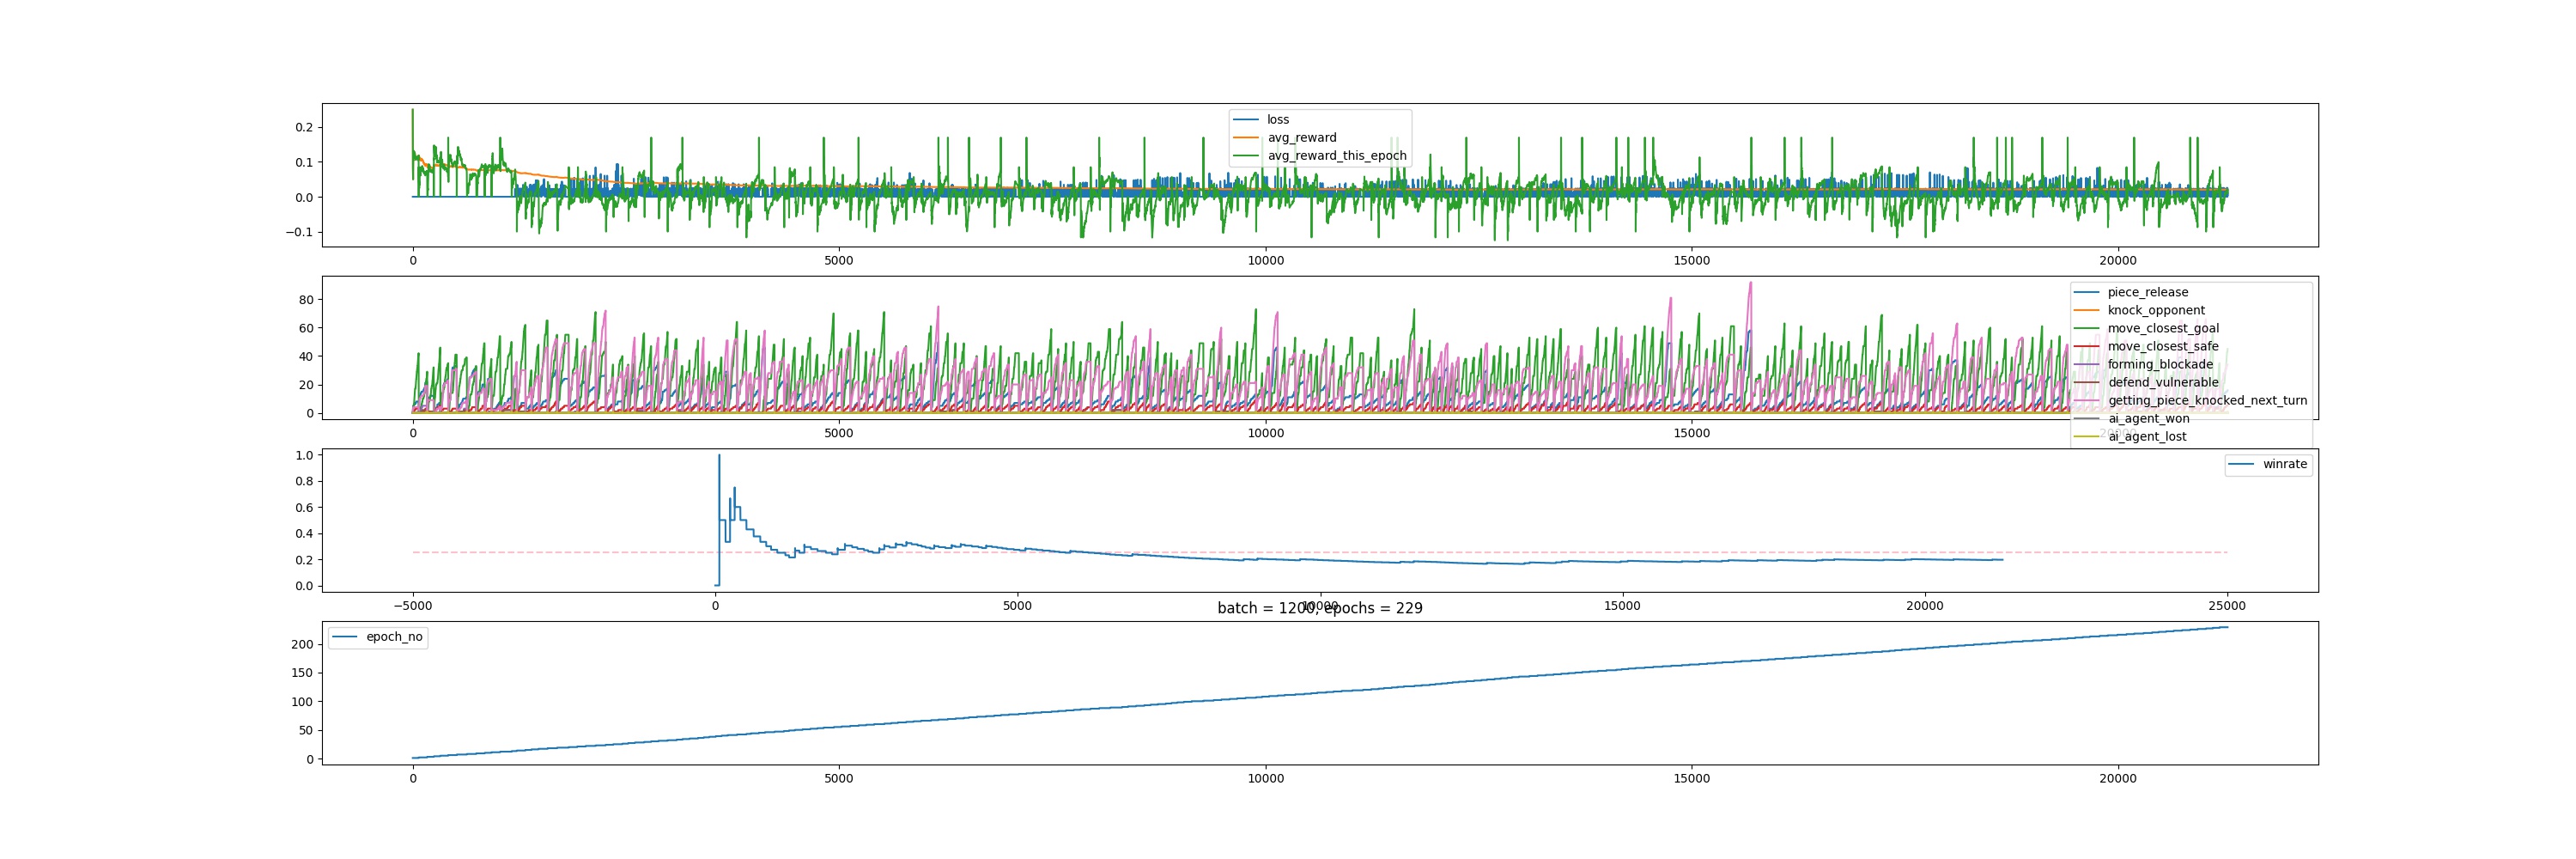 0.2
0.1
0.0
−0.1
loss
avg_reward
avg_reward_this_epoch
0 5000 10000 15000 20000
80
60
40
20
0
piece_release
knock_opponent
move_closest_goal
move_closest_safe
forming_blockade
defend_vulnerable
getting_piece_knocked_next_turn
ai_agent_won
ai_agent_lost
0 5000 10000 15000 20000
1.0
0.8
0.6
0.4
0.2
0.0
winrate
−5000 0 5000 10000 15000 20000 25000
batch = 1200, epochs = 229
200
150
100
50
0
epoch_no
0 5000 10000 15000 20000